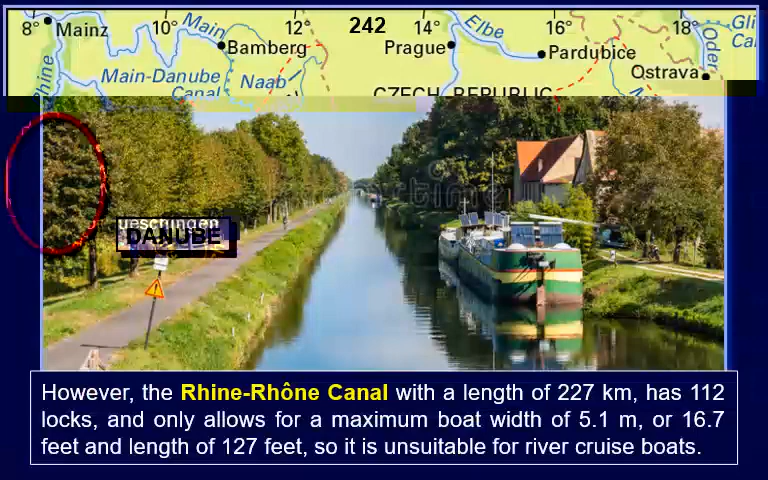 8° 10° 12° 242 14° 16° 18°
Mainz
Main
Bamberg
Elbe
Prague
Pardubice
Oder
Ostrava
Rhine
Main-Danube
Canal
Naab
CZECH REPUBLIC
ueschingen
DANUBE
However, the Rhine-Rhône Canal with a length of 227 km, has 112
locks, and only allows for a maximum boat width of 5.1 m, or 16.7
feet and length of 127 feet, so it is unsuitable for river cruise boats.